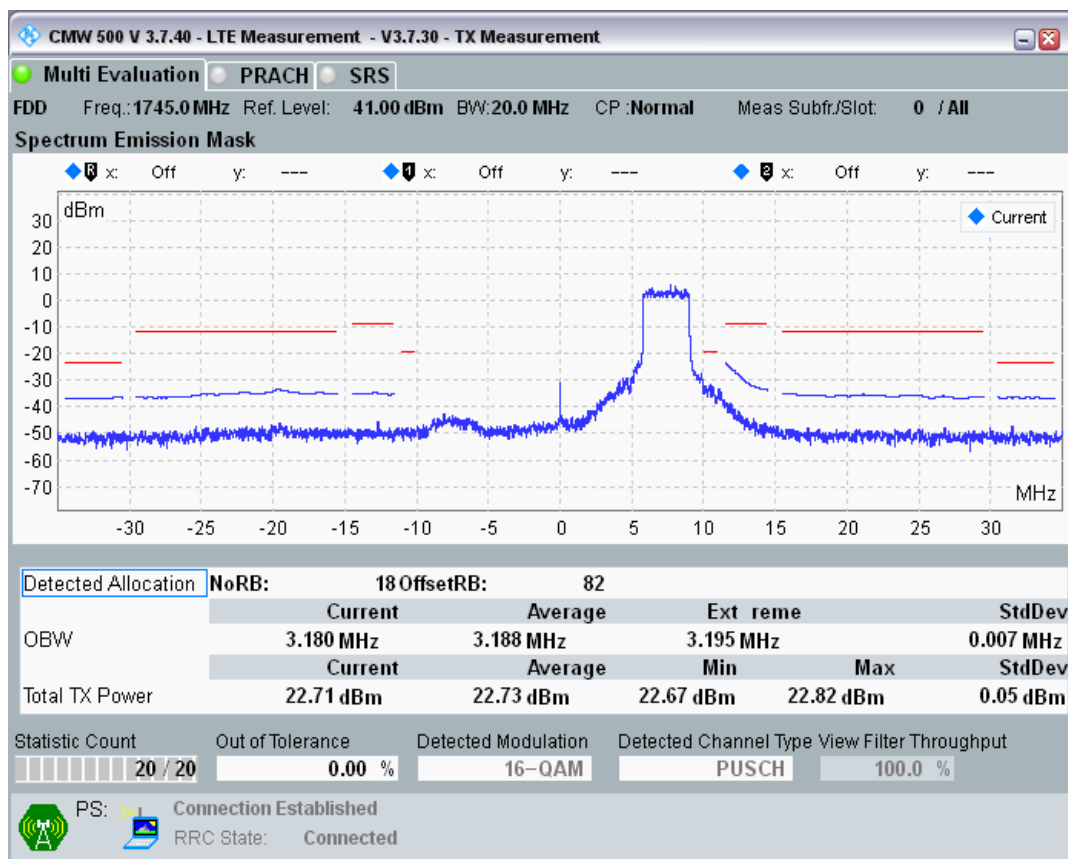 CMW 500 V 3.7.40 - LTE Measurement - V3.7.30 - TX Measurement
Multi Evaluation PRACH SRS
FDD Freq.: 1745.0 MHz Ref. Level: 41.00 dBm BW: 20.0 MHz CP : Normal Meas Subfr./Slot: 0 / All
Spectrum Emission Mask
R x: Off y: --- 1 x: Off y: --- 2 x: Off y: ---
dBm
Current
30
20
10
0
-10
-20
-30
-40
-50
-60
-70
MHz
-30 -25 -20 -15 -10 -5 0 5 10 15 20 25 30
Detected Allocation NoRB: 18 OffsetRB: 82
Current Average Ext reme StdDev
OBW 3.180 MHz 3.188 MHz 3.195 MHz 0.007 MHz
Current Average Min Max StdDev
Total TX Power 22.71 dBm 22.73 dBm 22.67 dBm 22.82 dBm 0.05 dBm
Statistic Count Out of Tolerance Detected Modulation Detected Channel Type View Filter Throughput
20 / 20 0.00 % 16-QAM PUSCH 100.0 %
PS: Connection Established
RRC State: Connected